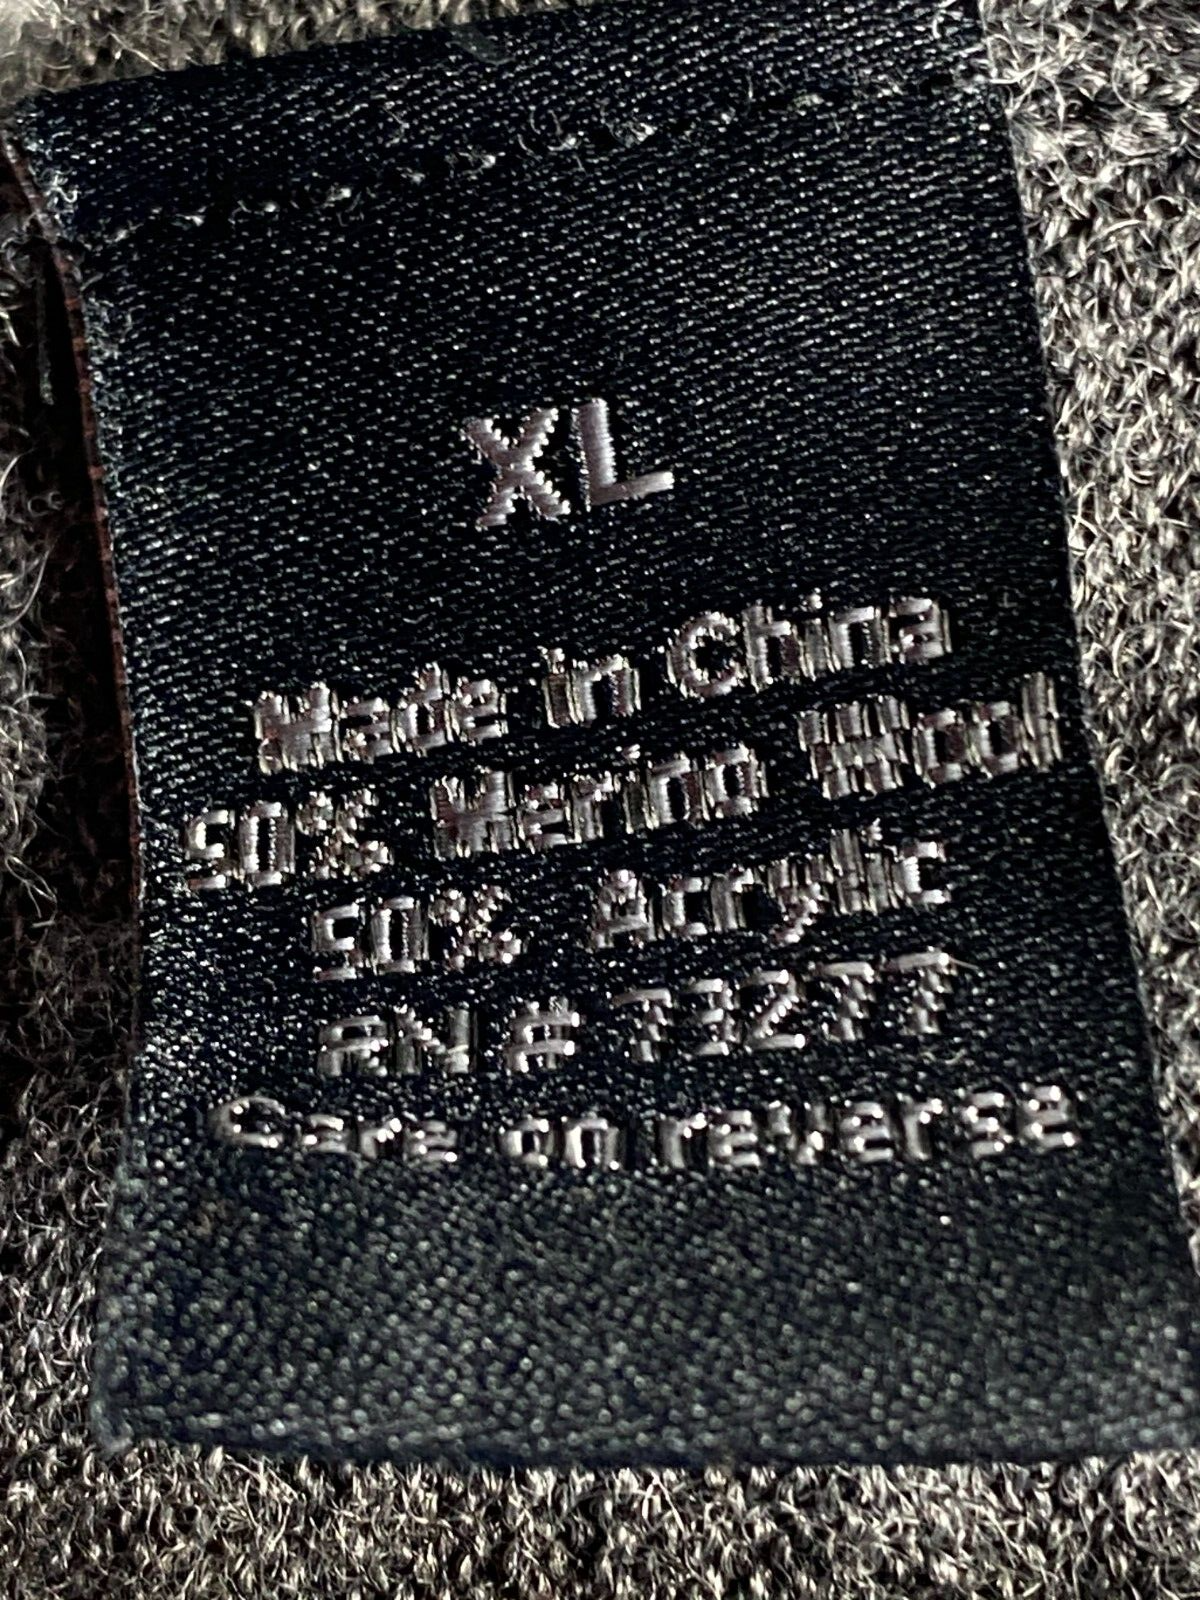 XL
Made in China
50% Merino Wool
50% Acrylic
RN # 73277
Care on reverse